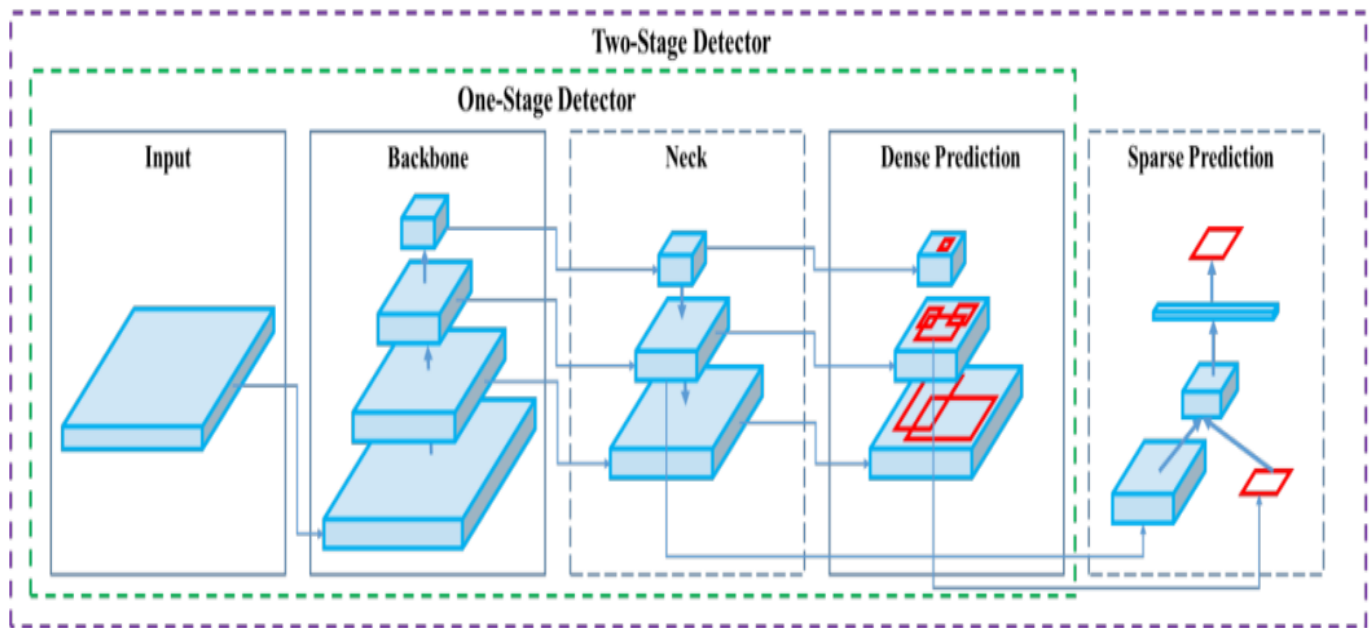 Two-Stage Detector
One-Stage Detector
Input
Backbone
Neck
Dense Prediction
Sparse Prediction